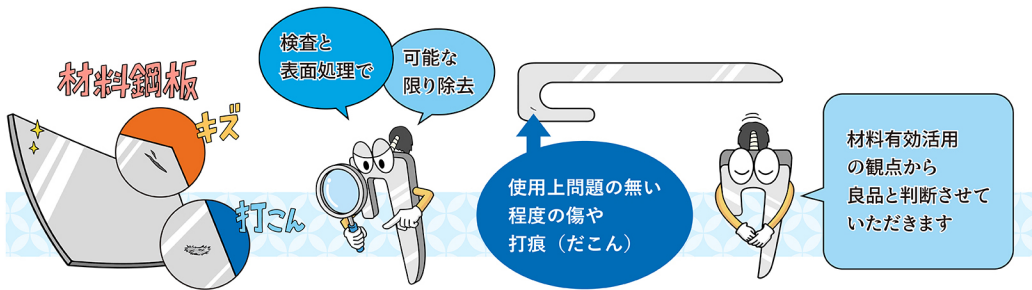 材料鋼板
キズ
打こん
検査と
表面処理で
可能な
限り除去
使用上問題の無い
程度の傷や
打痕（だこん）
材料有効活用
の観点から
良品と判断させて
いただきます